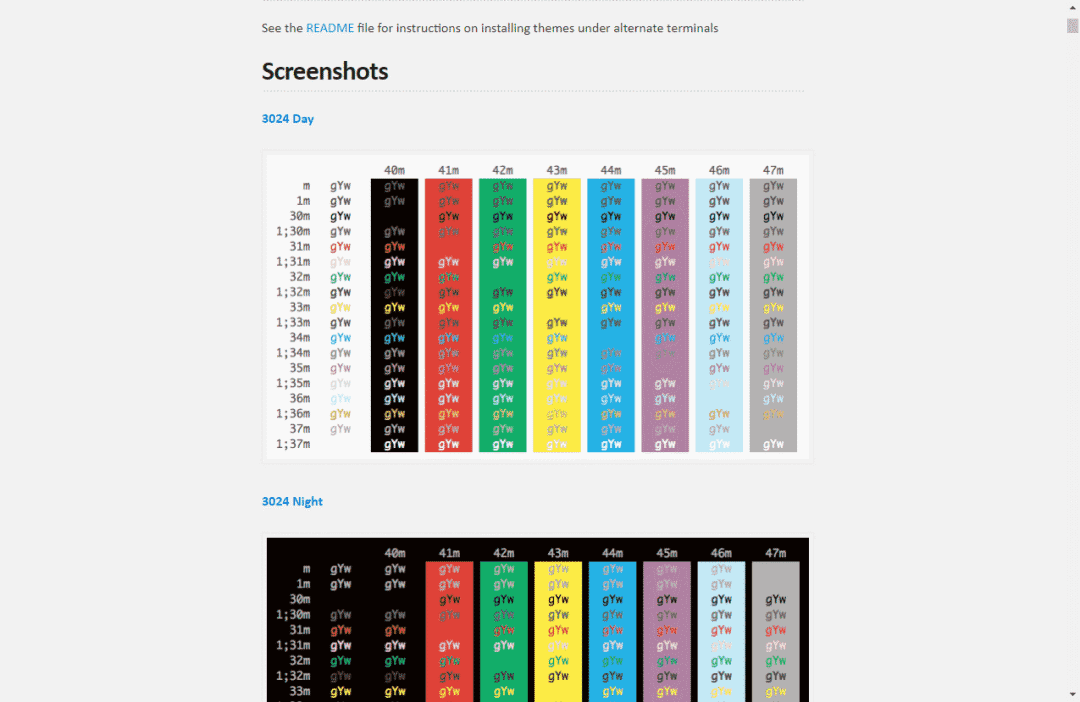 See the README file for instructions on installing themes under alternate terminals
Screenshots
3024 Day
40m 41m 42m 43m 44m 45m 46m 47m
m gYw gYw gYw gYw gYw gYw gYw gYw gYw
1m gYw gYw gYw gYw gYw gYw gYw gYw gYw
30m gYw gYw gYw gYw gYw gYw gYw gYw
1;30m gYw gYw gYw gYw gYw gYw gYw gYw gYw
31m gYw gYw gYw gYw gYw gYw gYw gYw
1;31m gYw gYw gYw gYw gYw gYw gYw gYw gYw
32m gYw gYw gYw gYw gYw gYw gYw gYw
1;32m gYw gYw gYw gYw gYw gYw gYw gYw gYw
33m gYw gYw gYw gYw gYw gYw gYw gYw
1;33m gYw gYw gYw gYw gYw gYw gYw gYw gYw
34m gYw gYw gYw gYw gYw gYw gYw gYw
1;34m gYw gYw gYw gYw gYw gYw gYw gYw gYw
35m gYw gYw gYw gYw gYw gYw gYw gYw
1;35m gYw gYw gYw gYw gYw gYw gYw gYw gYw
36m gYw gYw gYw gYw gYw gYw gYw gYw
1;36m gYw gYw gYw gYw gYw gYw gYw gYw gYw
37m gYw gYw gYw gYw gYw gYw gYw gYw
1;37m gYw gYw gYw gYw gYw gYw gYw gYw
3024 Night
40m 41m 42m 43m 44m 45m 46m 47m
m gYw gYw gYw gYw gYw gYw gYw gYw
1m gYw gYw gYw gYw gYw gYw gYw gYw
30m gYw gYw gYw gYw gYw gYw gYw
1;30m gYw gYw gYw gYw gYw gYw gYw gYw gYw
31m gYw gYw gYw gYw gYw gYw gYw gYw
1;31m gYw gYw gYw gYw gYw gYw gYw gYw gYw
32m gYw gYw gYw gYw gYw gYw gYw gYw
1;32m gYw gYw gYw gYw gYw gYw gYw gYw gYw
33m gYw gYw gYw gYw gYw gYw gYw gYw